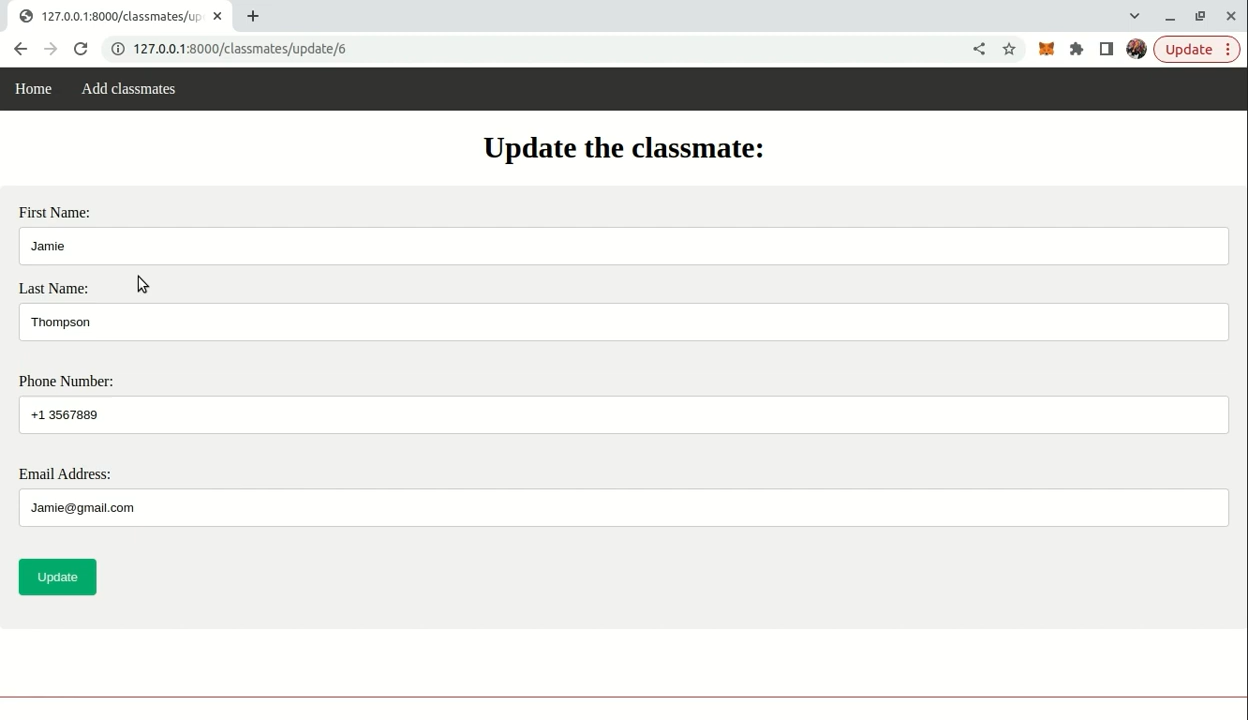 127.0.0.1:8000/classmates/up
127.0.0.1:8000/classmates/update/6
Update
Home
Add classmates
Update the classmate:
First Name:
Jamie
Last Name:
Thompson
Phone Number:
+1 3567889
Email Address:
Jamie@gmail.com
Update